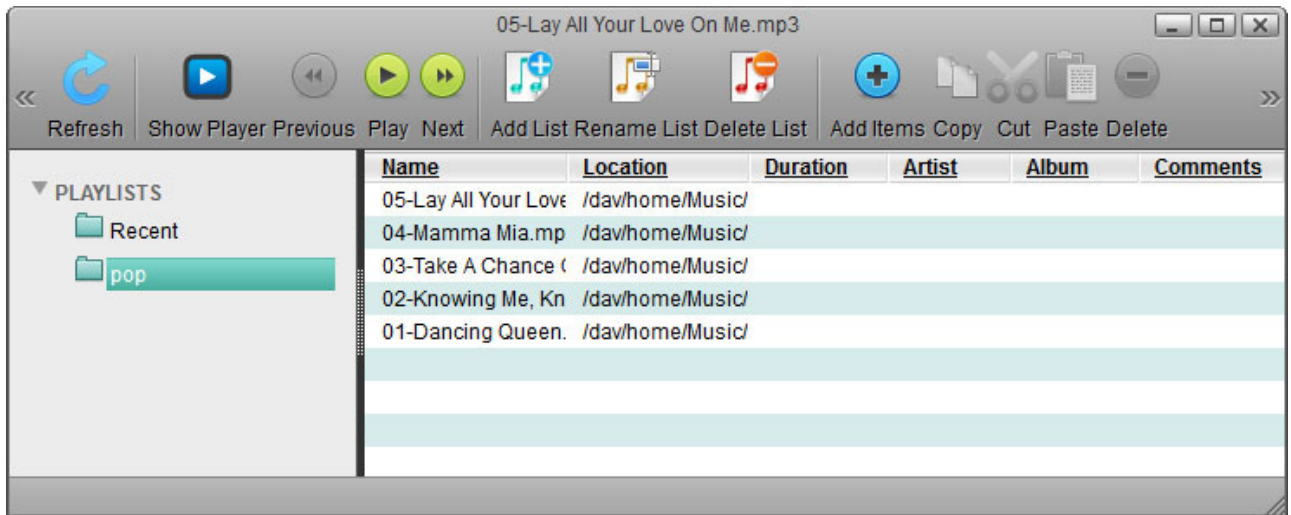 05-Lay All Your Love On Me.mp3
Refresh Show Player Previous Play Next Add List Rename List Delete List Add Items Copy Cut Paste Delete
PLAYLISTS
Recent
pop
Name Location Duration Artist Album Comments
05-Lay All Your Love /dav/home/Music/
04-Mamma Mia.mp /dav/home/Music/
03-Take A Chance ( /dav/home/Music/
02-Knowing Me, Kn /dav/home/Music/
01-Dancing Queen. /dav/home/Music/